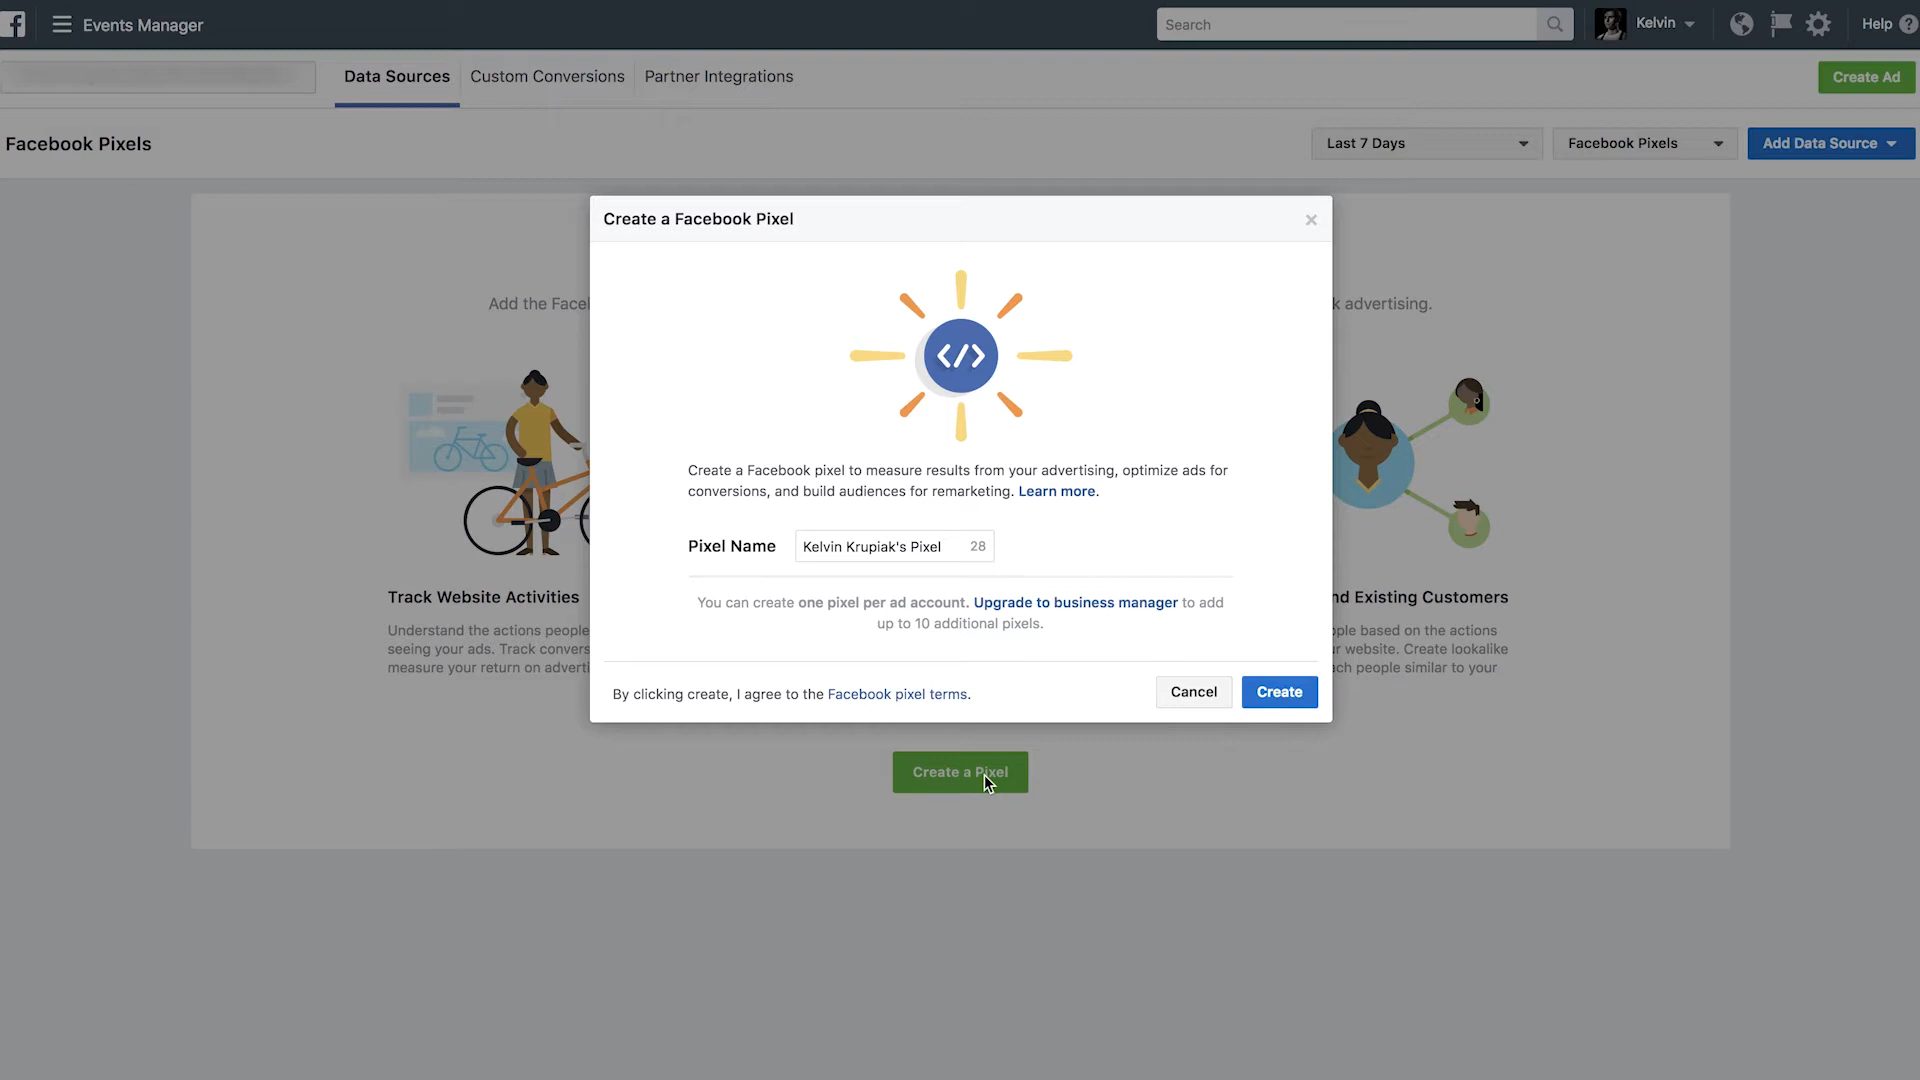 Events Manager
Search
Kelvin
Help
Data Sources
Custom Conversions
Partner Integrations
Create Ad
Facebook Pixels
Last 7 Days
Facebook Pixels
Add Data Source
Create a Facebook Pixel
Add the
k advertising.
</>
Create a Facebook pixel to measure results from your advertising, optimize ads for
conversions, and build audiences for remarketing. Learn more.
Pixel Name
Kelvin Krupiak's Pixel
28
You can create one pixel per ad account. Upgrade to business manager to add
up to 10 additional pixels.
Track Website Activities
Understand the actions people
seeing your ads. Track convers
measure your return on adverti
nd Existing Customers
ople based on the actions
r website. Create lookalike
ach people similar to your
By clicking create, I agree to the Facebook pixel terms.
Cancel
Create
Create a Pixel